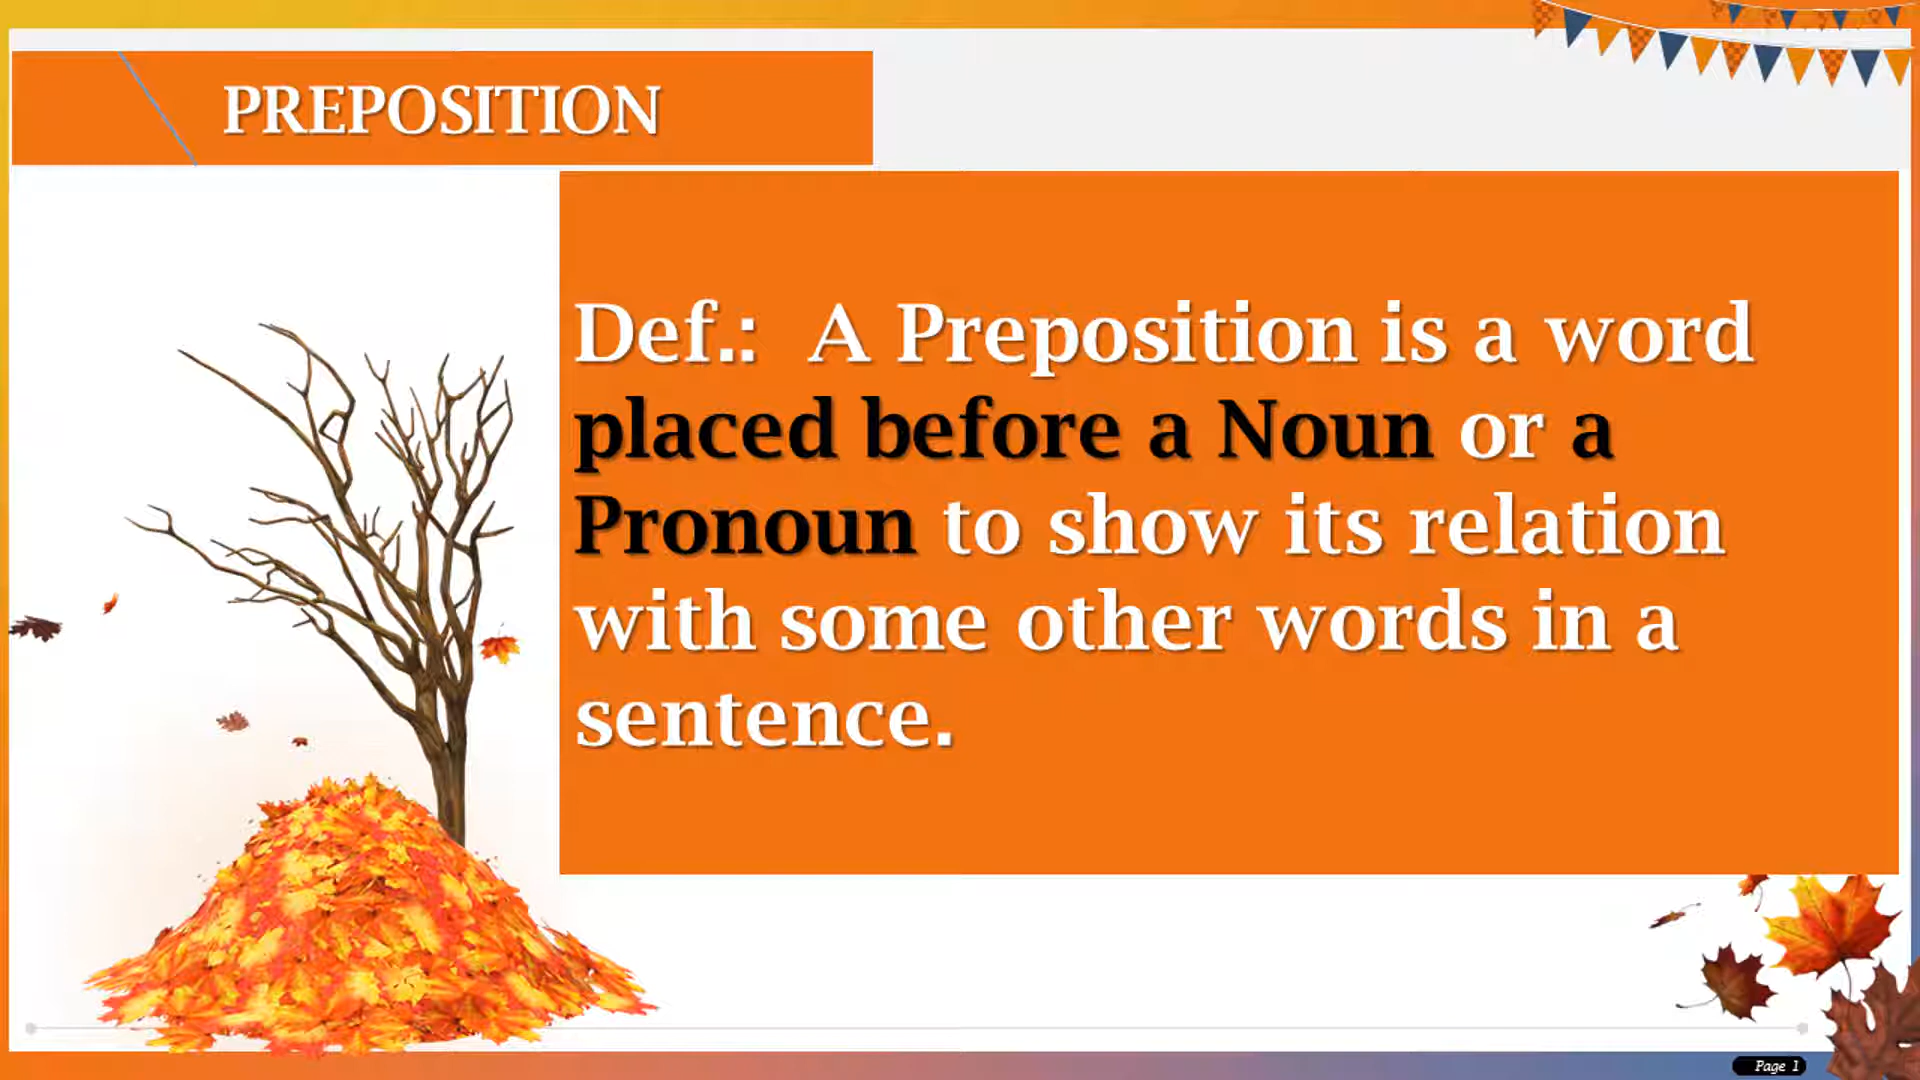 PREPOSITION
Def.: A Preposition is a word
placed before a Noun or a
Pronoun to show its relation
with some other words in a
sentence.
Page 1